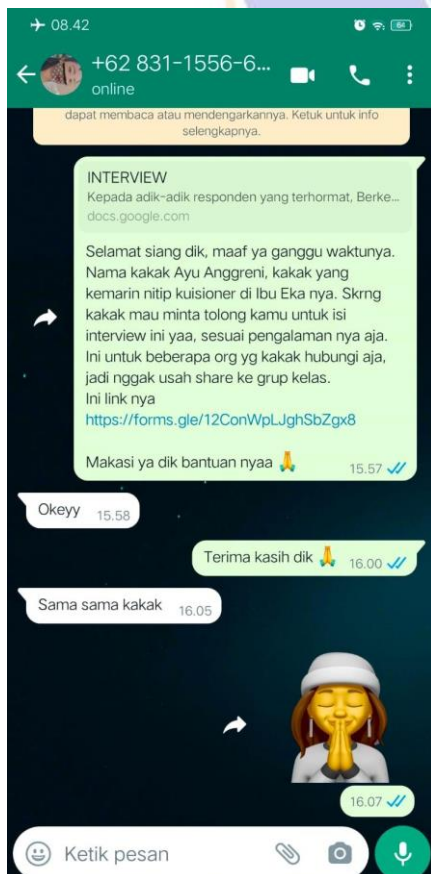 08.42
64
+62 831-1556-6...
online
dapat membaca atau mendengarkannya. Ketuk untuk info
selengkapnya.
INTERVIEW
Kepada adik-adik responden yang terhormat, Berke...
docs.google.com
Selamat siang dik, maaf ya ganggu waktunya.
Nama kakak Ayu Anggreni, kakak yang
kemarin nitip kuisioner di Ibu Eka nya. Skrng
kakak mau minta tolong kamu untuk isi
interview ini yaa, sesuai pengalaman nya aja.
Ini untuk beberapa org yg kakak hubungi aja,
jadi nggak usah share ke grup kelas.
Ini link nya
https://forms.gle/12ConWpLJghSbZgx8
Makasi ya dik bantuan nyaa 🙏
15.57
Okeyy
15.58
Terima kasih dik 🙏
16.00
Sama sama kakak
16.05
16.07
Ketik pesan